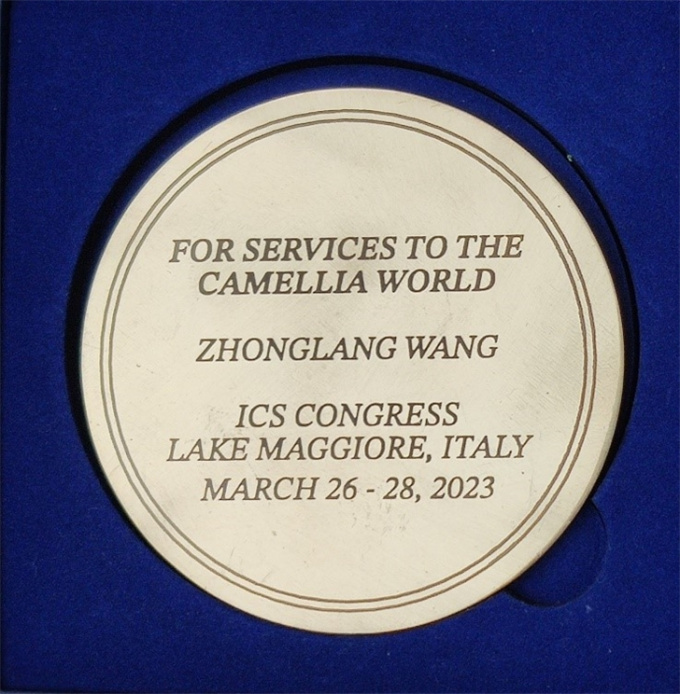 FOR SERVICES TO THE
CAMELLIA WORLD
ZHONGLANG WANG
ICS CONGRESS
LAKE MAGGIORE, ITALY
MARCH 26 - 28, 2023